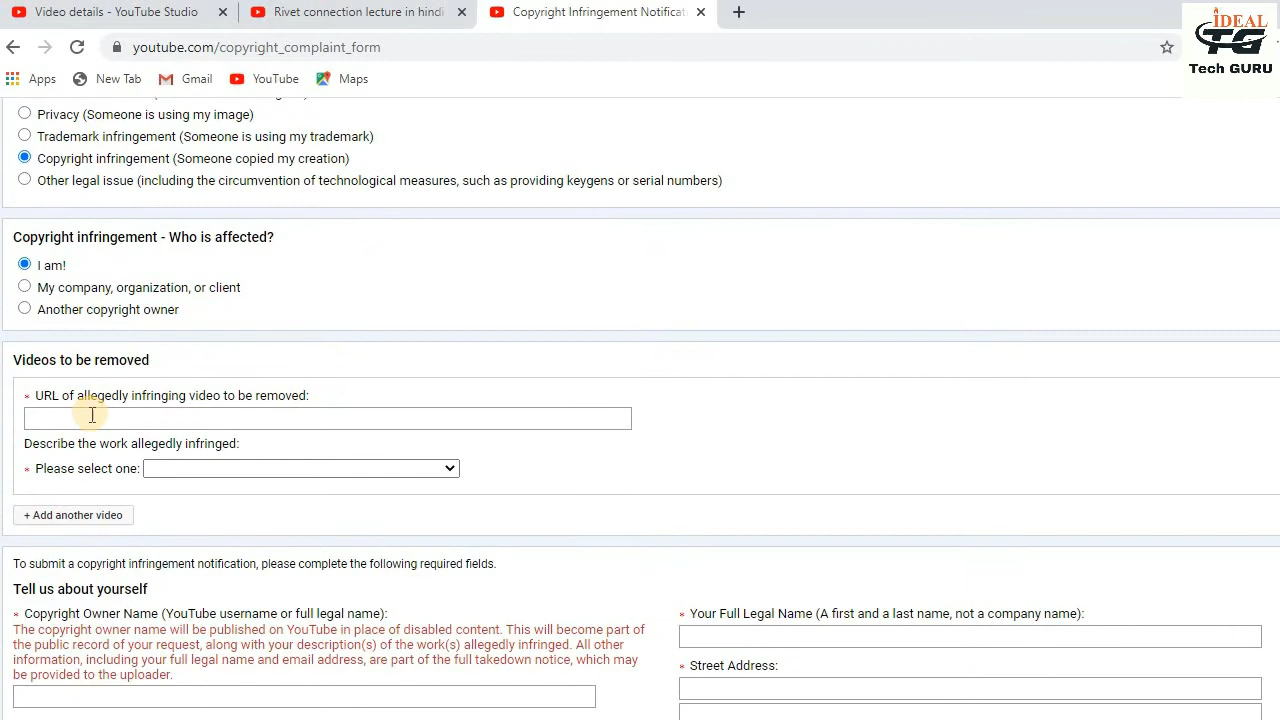 Video details - YouTube Studio
Rivet connection lecture in hindi
Copyright Infringement Notificat
youtube.com/copyright_complaint_form
Apps
New Tab
Gmail
YouTube
Maps
IDEAL
TG
Tech GURU
Privacy (Someone is using my image)
Trademark infringement (Someone is using my trademark)
Copyright infringement (Someone copied my creation)
Other legal issue (including the circumvention of technological measures, such as providing keygens or serial numbers)
Copyright infringement - Who is affected?
I am!
My company, organization, or client
Another copyright owner
Videos to be removed
* URL of allegedly infringing video to be removed:
Describe the work allegedly infringed:
* Please select one:
+ Add another video
To submit a copyright infringement notification, please complete the following required fields.
Tell us about yourself
* Copyright Owner Name (YouTube username or full legal name):
The copyright owner name will be published on YouTube in place of disabled content. This will become part of
the public record of your request, along with your description(s) of the work(s) allegedly infringed. All other
information, including your full legal name and email address, are part of the full takedown notice, which may
be provided to the uploader.
* Your Full Legal Name (A first and a last name, not a company name):
* Street Address: